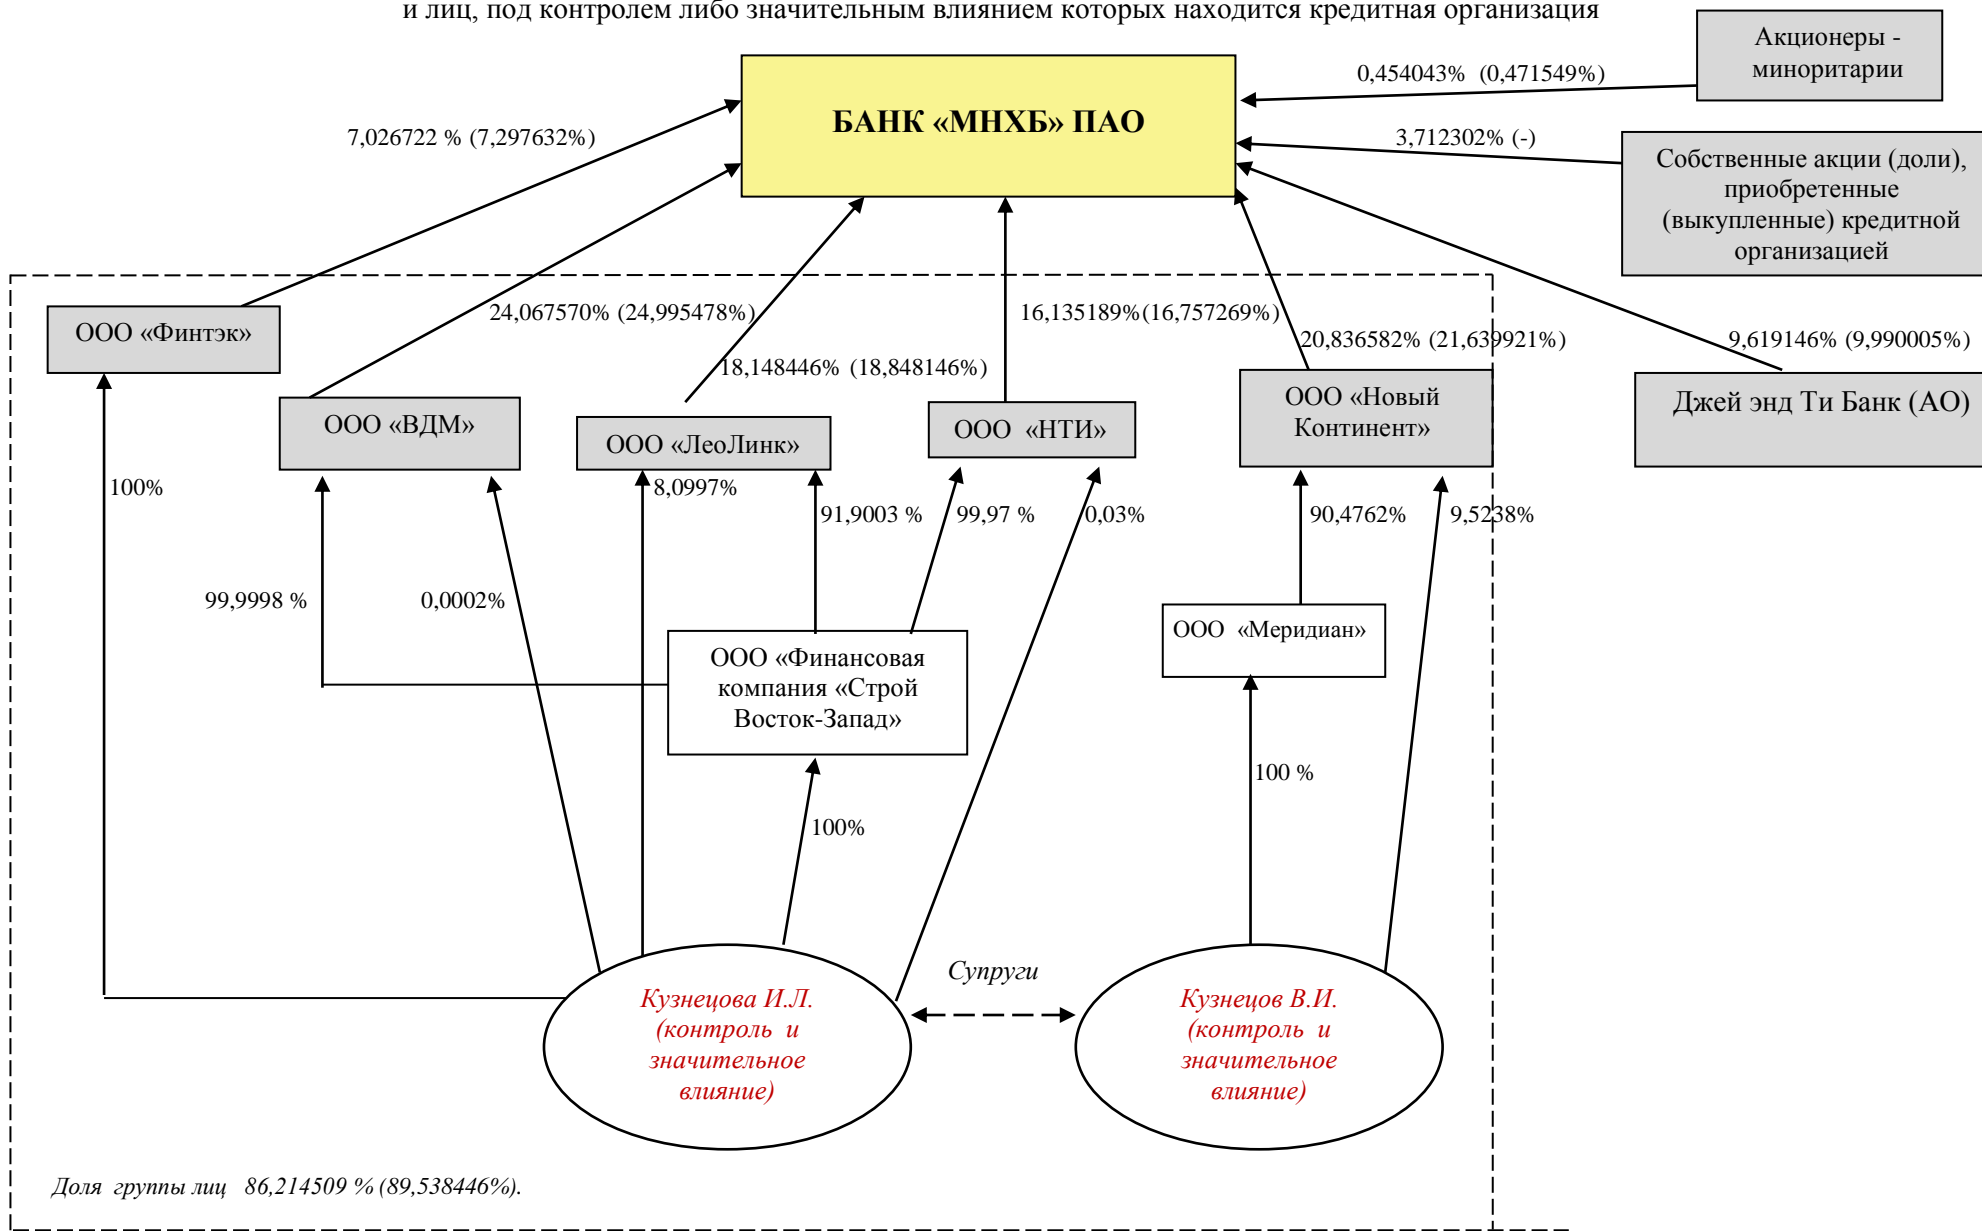 и лиц, под контролем либо значительным влиянием которых находится кредитная организация
Акционеры -
миноритарии
0,454043% (0,471549%)
БАНК «МНХБ» ПАО
7,026722 % (7,297632%)
3,712302% (-)
Собственные акции (доли),
приобретенные
(выкупленные) кредитной
организацией
24,067570% (24,995478%)
16,135189% (16,757269%)
ООО «Финтэк»
20,836582% (21,639921%)
9,619146% (9,990005%)
18,148446% (18,848146%)
ООО «ВДМ»
ООО «ЛеоЛинк»
ООО «НТИ»
ООО «Новый
Континент»
Джей энд Ти Банк (АО)
100%
8,0997%
91,9003 %
99,97 %
0,03%
90,4762%
9,5238%
99,9998 %
0,0002%
ООО «Финансовая
компания «Строй
Восток-Запад»
ООО «Меридиан»
100 %
100%
Супруги
Кузнецова И.Л.
(контроль и
значительное
влияние)
Кузнецов В.И.
(контроль и
значительное
влияние)
Доля группы лиц 86,214509 % (89,538446%).